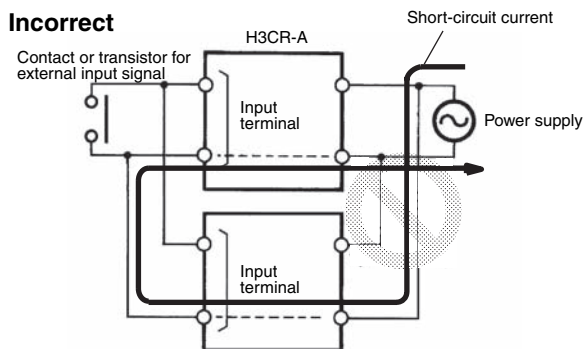 Incorrect
Short-circuit current
H3CR-A
Contact or transistor for
external input signal
Input
terminal
Power supply
Input
terminal